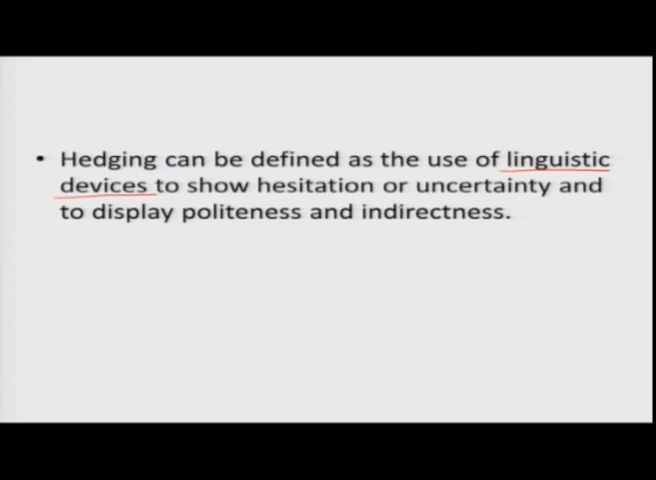 • Hedging can be defined as the use of linguistic
devices to show hesitation or uncertainty and
to display politeness and indirectness.